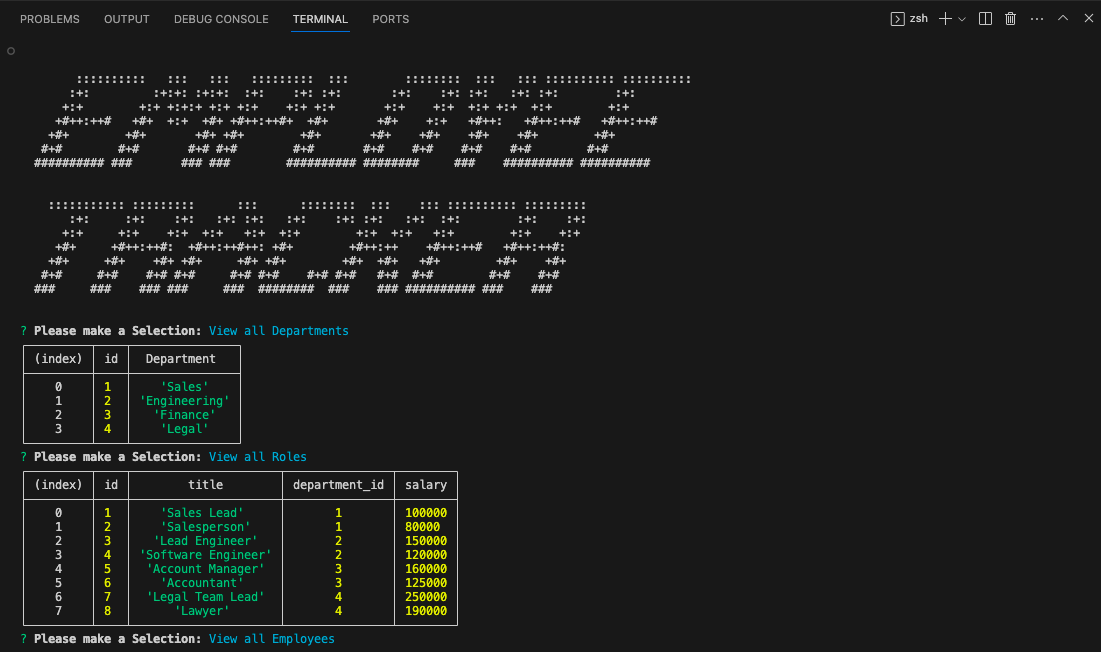 PROBLEMS OUTPUT DEBUG CONSOLE TERMINAL PORTS zsh
EMPLOYEE
TRACKER
? Please make a Selection: View all Departments
(index) id Department
0 1 'Sales'
1 2 'Engineering'
2 3 'Finance'
3 4 'Legal'
? Please make a Selection: View all Roles
(index) id title department_id salary
0 1 'Sales Lead' 1 100000
1 2 'Salesperson' 1 80000
2 3 'Lead Engineer' 2 150000
3 4 'Software Engineer' 2 120000
4 5 'Account Manager' 3 160000
5 6 'Accountant' 3 125000
6 7 'Legal Team Lead' 4 250000
7 8 'Lawyer' 4 190000
? Please make a Selection: View all Employees